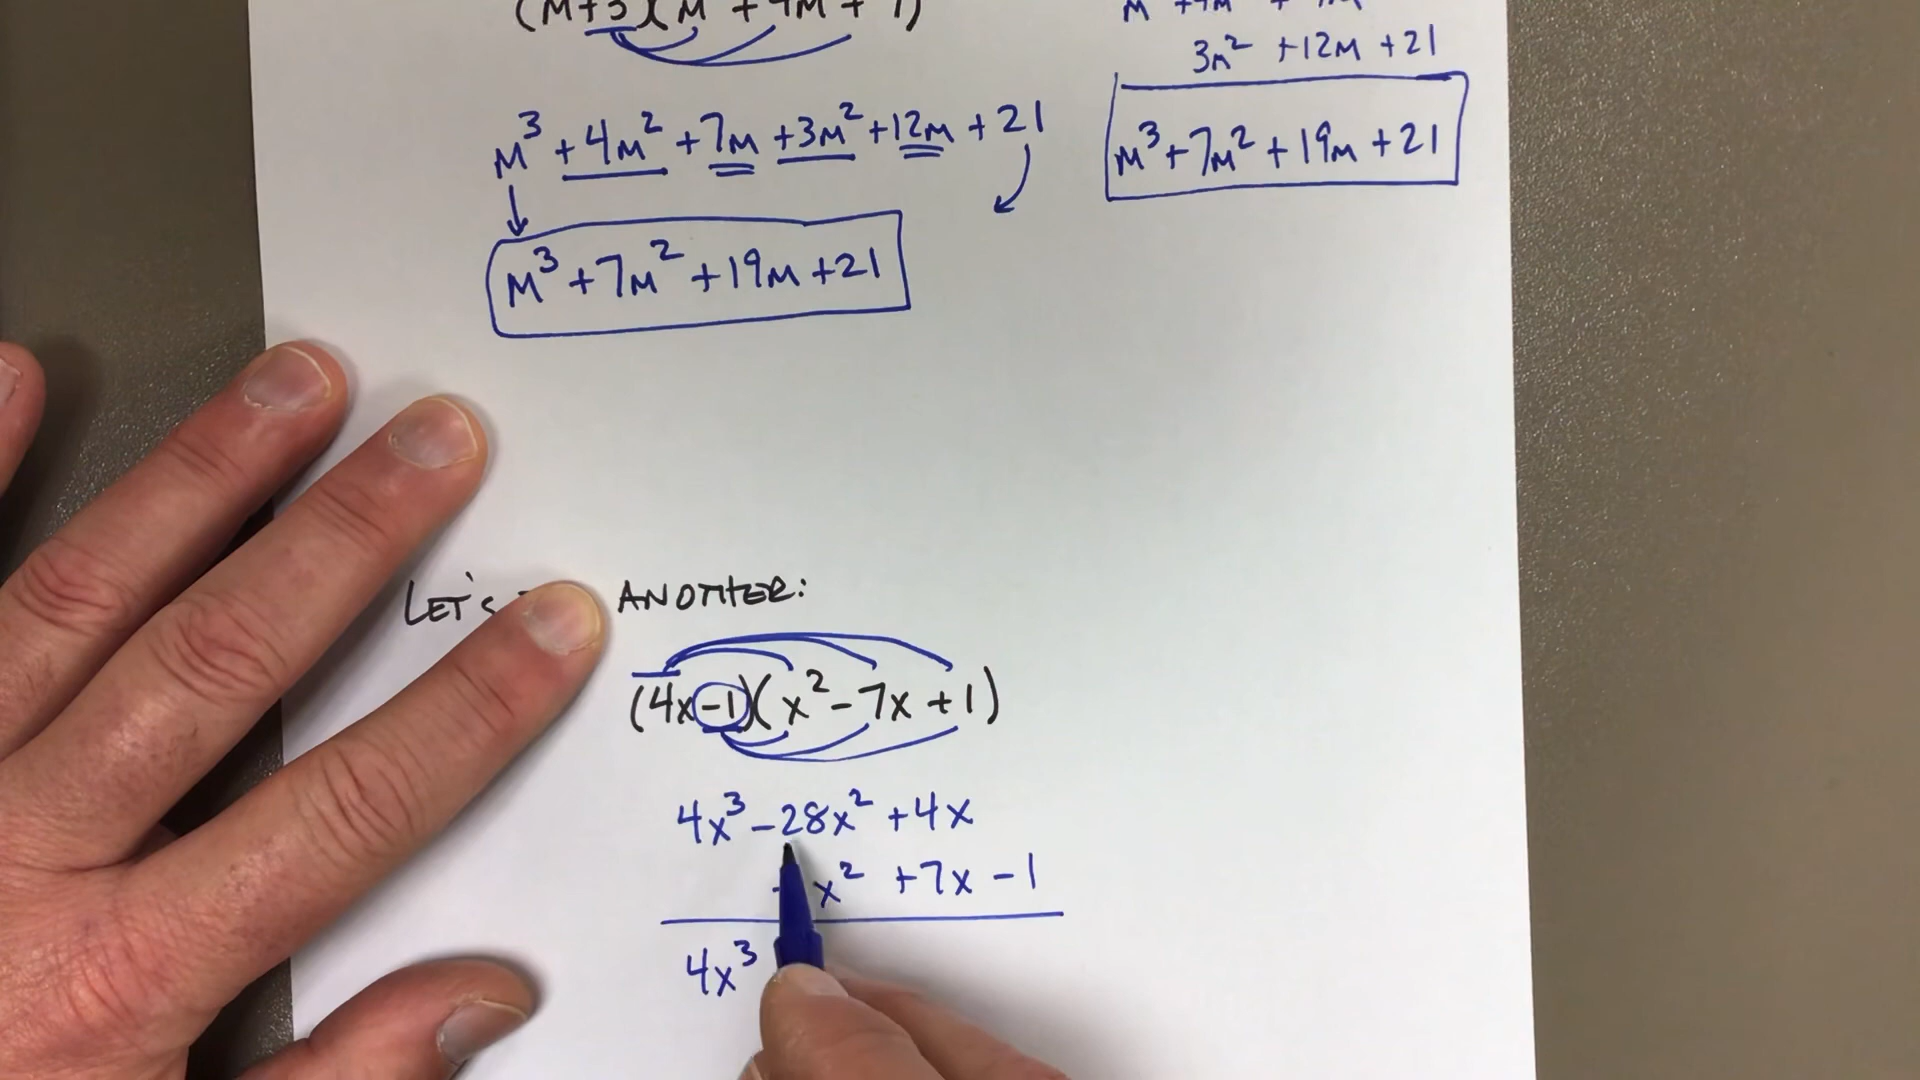 3m² +12m +21
m³ +4m² +7m +3m² +12m +21
m³+7m² +19m +21
m³ +7m² +19m +21
LET'S ANOTHER:
(4x -1)(x² -7x +1)
4x³ -28x² +4x
x² +7x -1
4x³